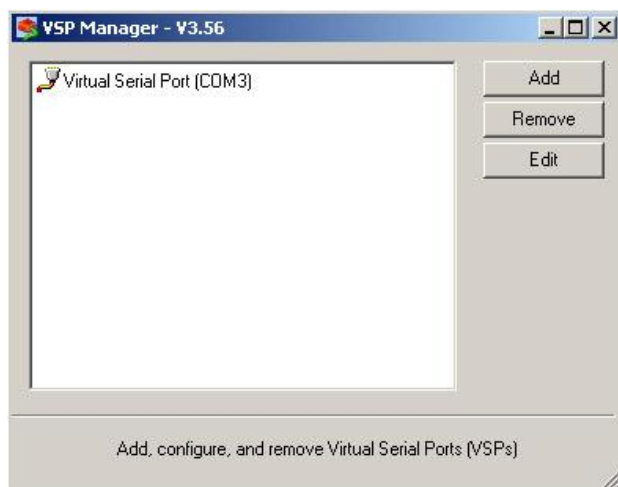 VSP Manager - V3.56
Virtual Serial Port (COM3)
Add
Remove
Edit
Add, configure, and remove Virtual Serial Ports (VSPs)